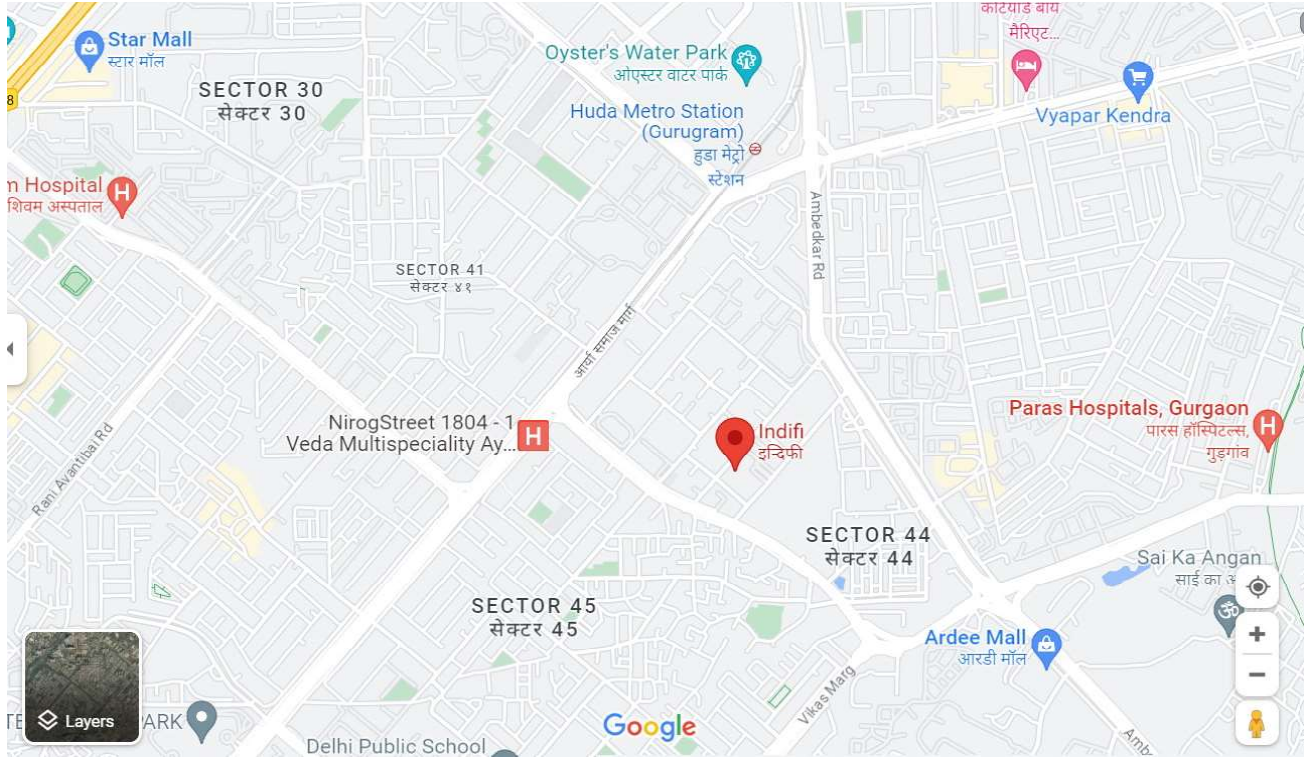 Star Mall
स्टार मॉल
Oyster's Water Park
ओएस्टर वाटर पार्क
मैरिएट...
SECTOR 30
सेक्टर 30
8
Huda Metro Station
(Gurugram)
हुडा मेट्रो
स्टेशन
Vyapar Kendra
m Hospital
शिवम अस्पताल
Ambedkar Rd
SECTOR 41
सेक्टर ४१
आर्या समाज मार्ग
NirogStreet 1804 - 1
Veda Multispeciality Ay...
H
Indifi
इन्दिफी
Paras Hospitals, Gurgaon
पारस हॉस्पिटल्स,
गुड़गांव
Rani Avantibai Rd
SECTOR 44
सेक्टर 44
Sai Ka Angan
साई का
SECTOR 45
सेक्टर 45
Ardee Mall
आरडी मॉल
Vikas Marg
Layers
PARK
Google
Delhi Public School
Amb